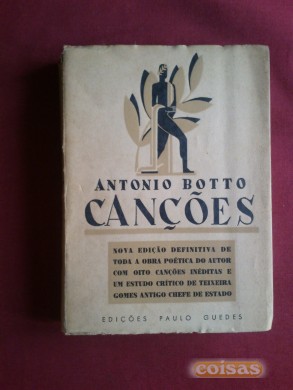 ANTONIO BOTTO
CANÇÕES
NOVA EDIÇÃO DEFINITIVA DE
TODA A OBRA POÉTICA DO AUTOR
COM OITO CANÇÕES INÉDITAS E
UM ESTUDO CRÍTICO DE TEIXEIRA
GOMES ANTIGO CHEFE DE ESTADO
EDIÇÕES PAULO GUEDES
coisas